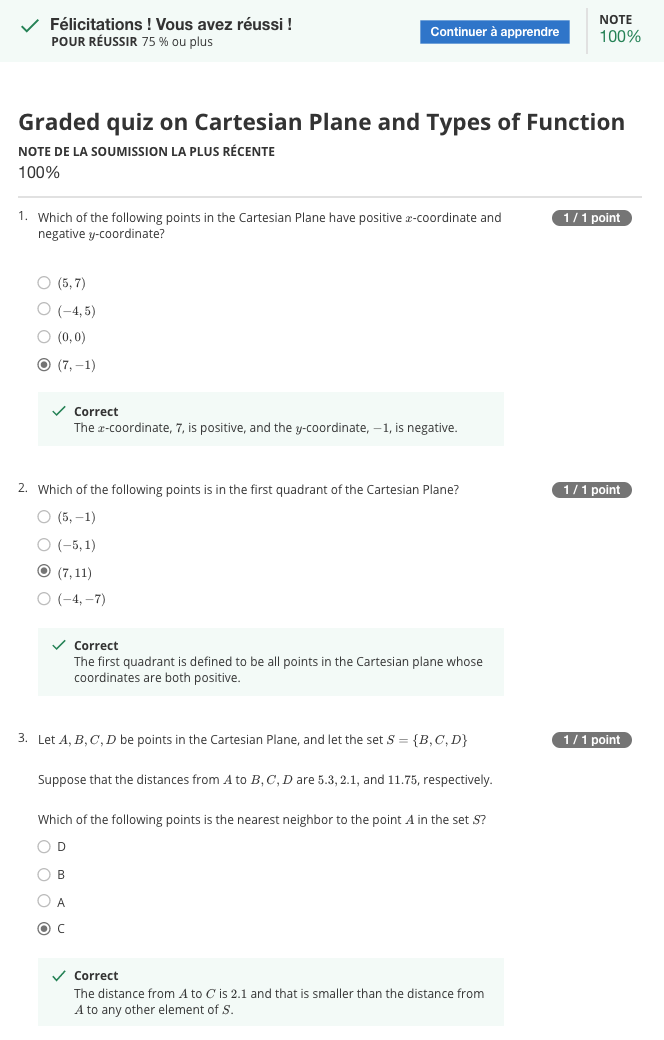 Félicitations ! Vous avez réussi !
POUR RÉUSSIR 75 % ou plus
Continuer à apprendre
NOTE
100%
Graded quiz on Cartesian Plane and Types of Function
NOTE DE LA SOUMISSION LA PLUS RÉCENTE
100%
1. Which of the following points in the Cartesian Plane have positive x-coordinate and
negative y-coordinate?
1 / 1 point
(5, 7)
(−4, 5)
(0, 0)
(7, −1)
Correct
The x-coordinate, 7, is positive, and the y-coordinate, −1, is negative.
2. Which of the following points is in the first quadrant of the Cartesian Plane?
1 / 1 point
(5, −1)
(−5, 1)
(7, 11)
(−4, −7)
Correct
The first quadrant is defined to be all points in the Cartesian plane whose
coordinates are both positive.
3. Let A, B, C, D be points in the Cartesian Plane, and let the set S = {B, C, D}
1 / 1 point
Suppose that the distances from A to B, C, D are 5.3, 2.1, and 11.75, respectively.
Which of the following points is the nearest neighbor to the point A in the set S?
D
B
A
C
Correct
The distance from A to C is 2.1 and that is smaller than the distance from
A to any other element of S.